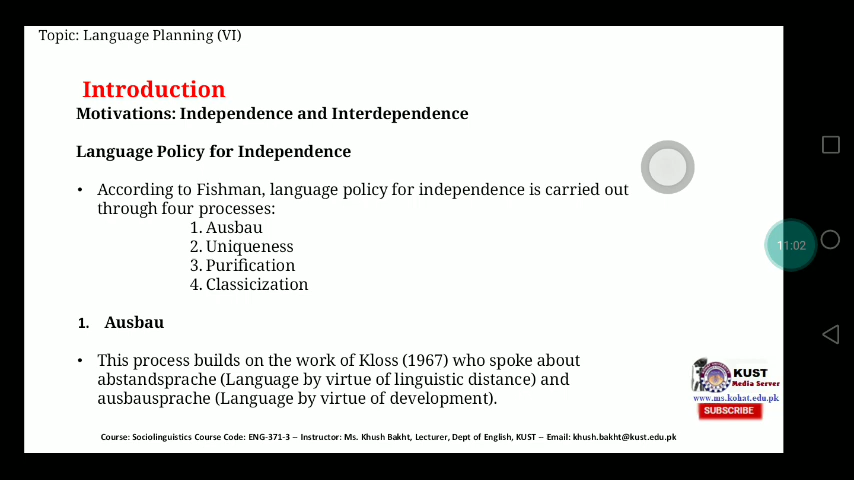 Topic: Language Planning (VI)
Introduction
Motivations: Independence and Interdependence
Language Policy for Independence
• According to Fishman, language policy for independence is carried out
through four processes:
1. Ausbau
2. Uniqueness
3. Purification
4. Classicization
1. Ausbau
• This process builds on the work of Kloss (1967) who spoke about
abstandsprache (Language by virtue of linguistic distance) and
ausbausprache (Language by virtue of development).
11:02
KUST
Media Server
www.ms.kohat.edu.pk
SUBSCRIBE
Course: Sociolinguistics Course Code: ENG-371-3 – Instructor: Ms. Khush Bakht, Lecturer, Dept of English, KUST – Email: khush.bakht@kust.edu.pk